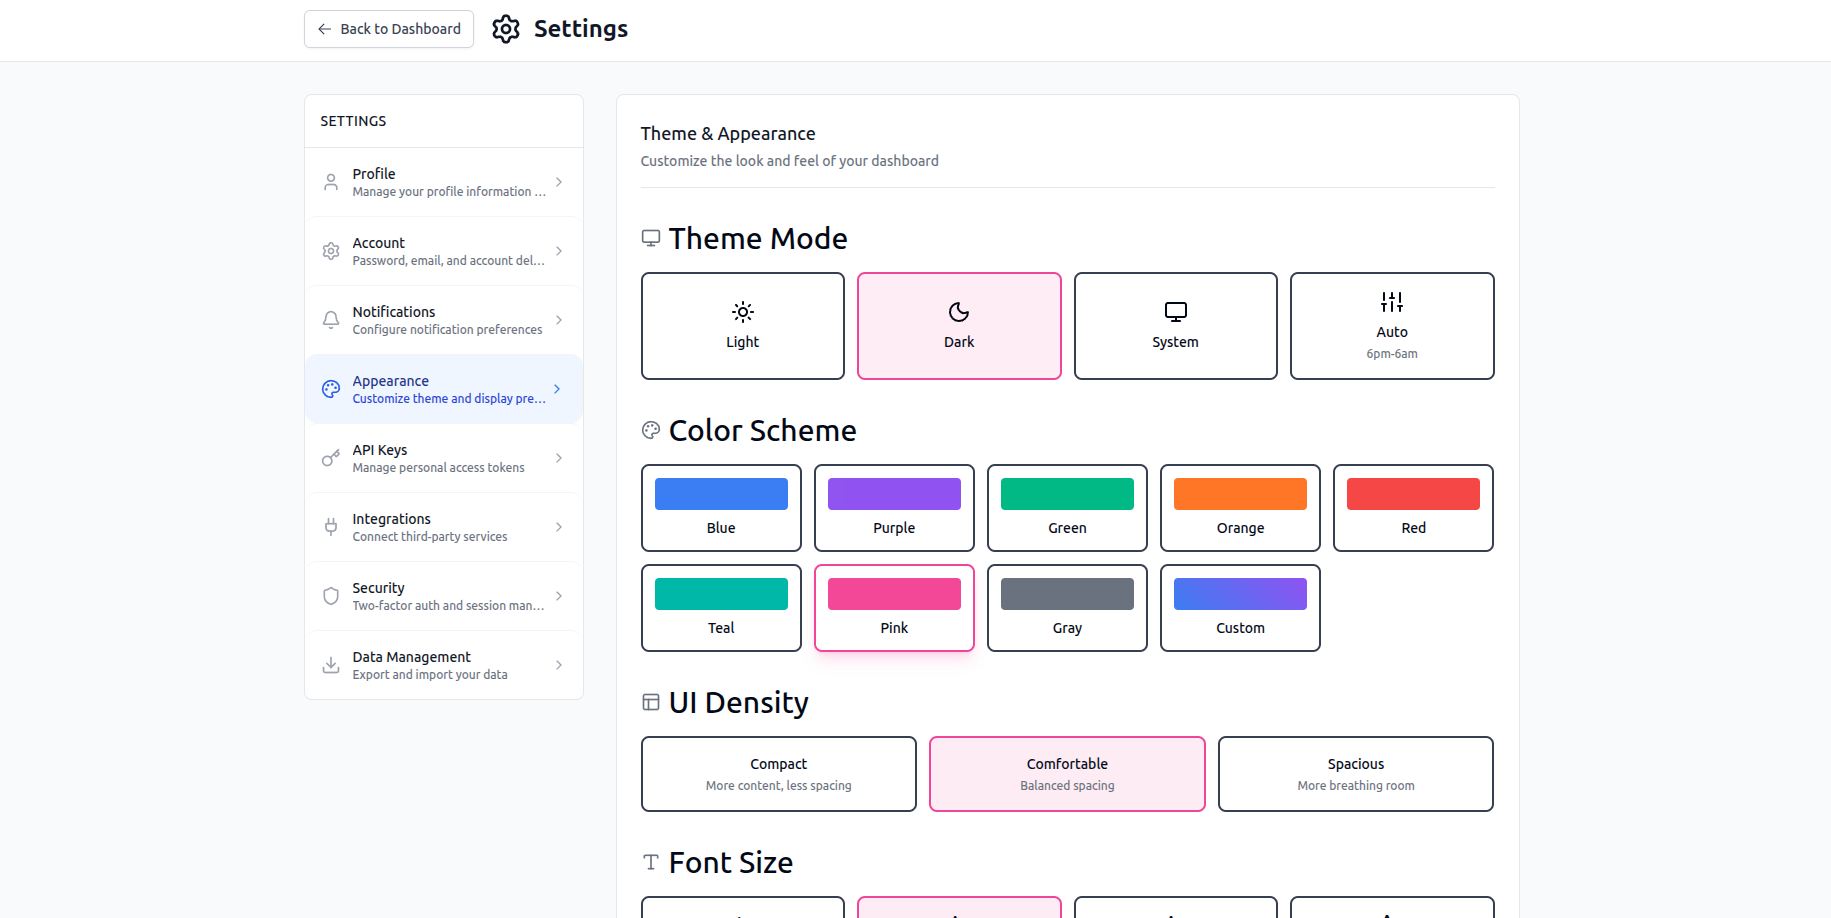 Back to Dashboard
Settings
SETTINGS
Profile
Manage your profile information ...
Account
Password, email, and account del...
Notifications
Configure notification preferences
Appearance
Customize theme and display pre...
API Keys
Manage personal access tokens
Integrations
Connect third-party services
Security
Two-factor auth and session man...
Data Management
Export and import your data
Theme & Appearance
Customize the look and feel of your dashboard
Theme Mode
Light
Dark
System
Auto
6pm-6am
Color Scheme
Blue
Purple
Green
Orange
Red
Teal
Pink
Gray
Custom
UI Density
Compact
More content, less spacing
Comfortable
Balanced spacing
Spacious
More breathing room
Font Size